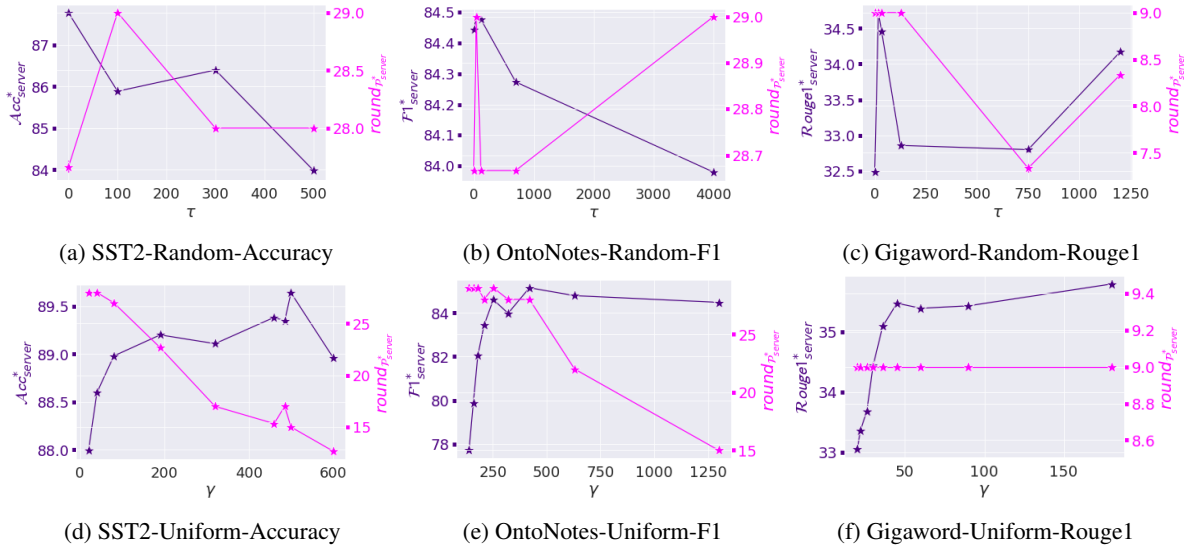 87
86
85
84
Acc*server
0 100 200 300 400 500
τ
29.0
28.5
28.0
round P*server
(a) SST2-Random-Accuracy
84.5
84.4
84.3
84.2
84.1
84.0
F1*server
0 1000 2000 3000 4000
τ
29.0
28.9
28.8
28.7
round P*server
(b) OntoNotes-Random-F1
34.5
34.0
33.5
33.0
32.5
Rouge1*server
0 250 500 750 1000 1250
τ
9.0
8.5
8.0
7.5
round P*server
(c) Gigaword-Random-Rouge1
89.5
89.0
88.5
88.0
Acc*server
0 200 400 600
γ
25
20
15
round P*server
(d) SST2-Uniform-Accuracy
84
82
80
78
F1*server
250 500 750 1000 1250
γ
25
20
15
round P*server
(e) OntoNotes-Uniform-F1
35
34
33
Rouge1*server
50 100 150
γ
9.4
9.2
9.0
8.8
8.6
round P*server
(f) Gigaword-Uniform-Rouge1